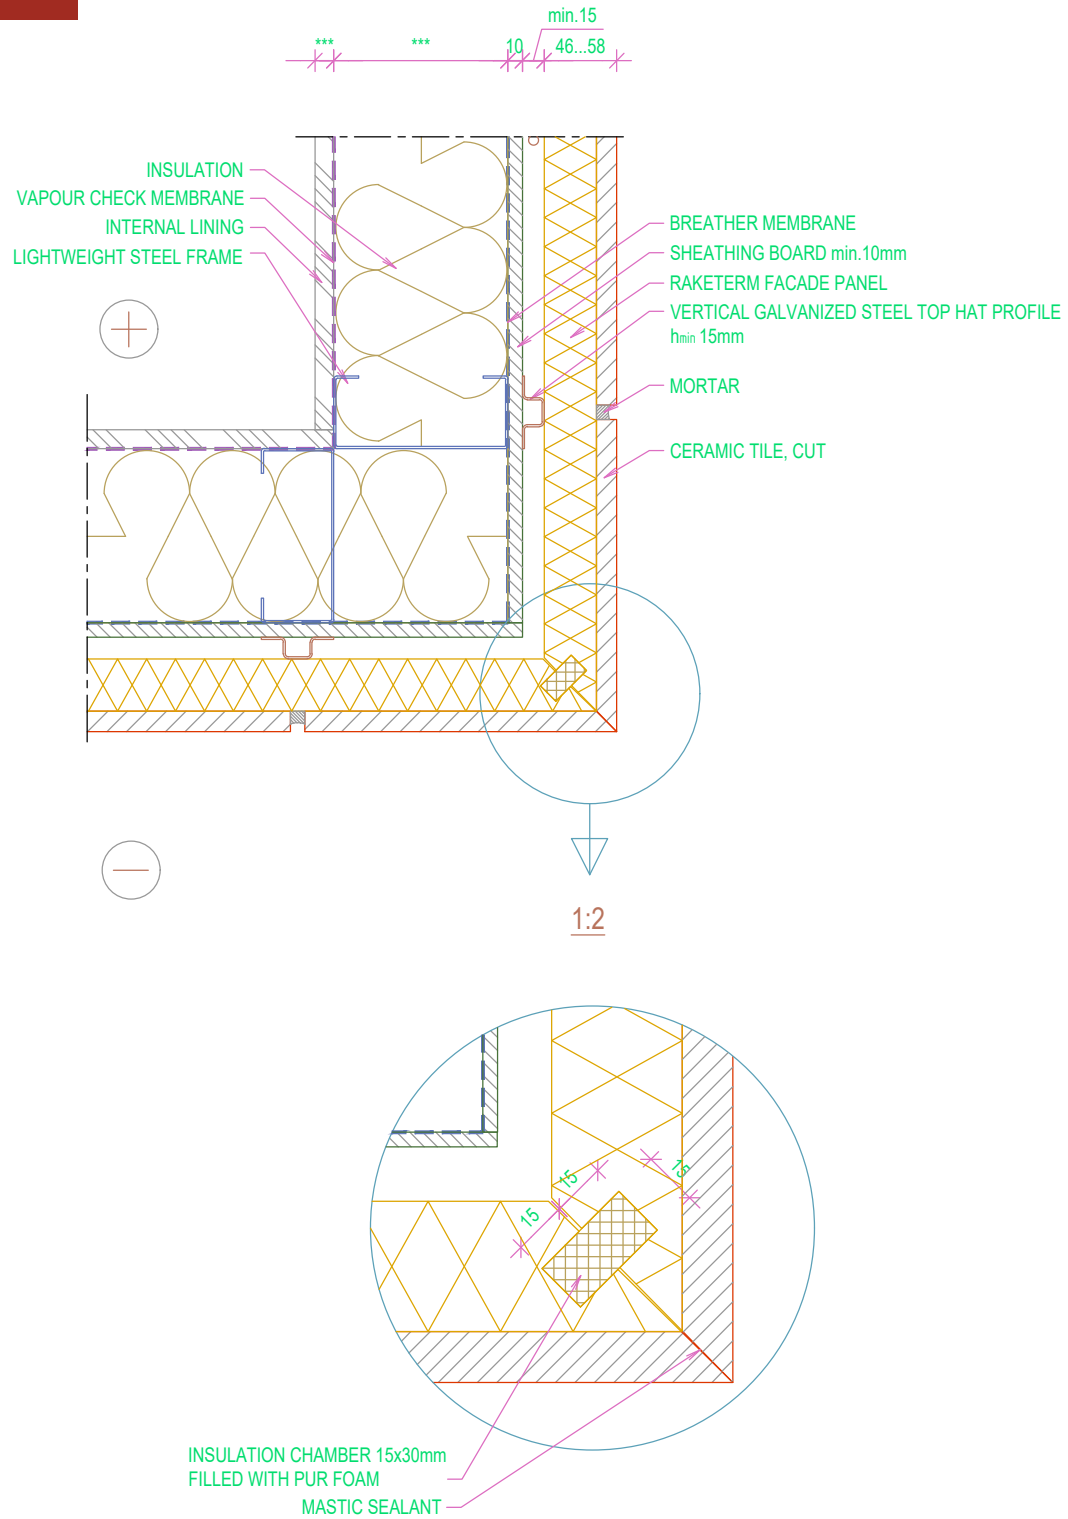 min.15
*** *** 10 46...58
INSULATION
VAPOUR CHECK MEMBRANE
INTERNAL LINING
LIGHTWEIGHT STEEL FRAME
BREATHER MEMBRANE
SHEATHING BOARD min.10mm
RAKETERM FACADE PANEL
VERTICAL GALVANIZED STEEL TOP HAT PROFILE
hmin 15mm
MORTAR
CERAMIC TILE, CUT
1:2
15
15
15
INSULATION CHAMBER 15x30mm
FILLED WITH PUR FOAM
MASTIC SEALANT